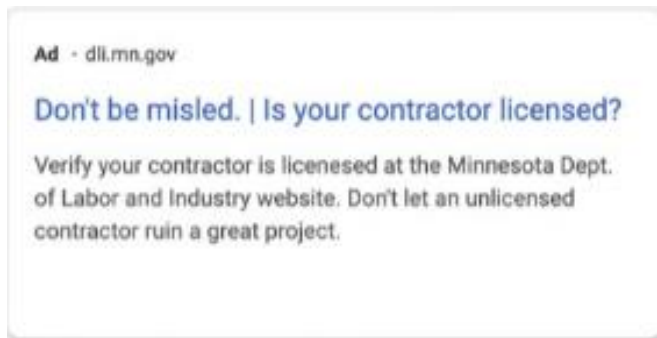 Ad · dli.mn.gov
Don't be misled. | Is your contractor licensed?
Verify your contractor is licenesed at the Minnesota Dept.
of Labor and Industry website. Don't let an unlicensed
contractor ruin a great project.